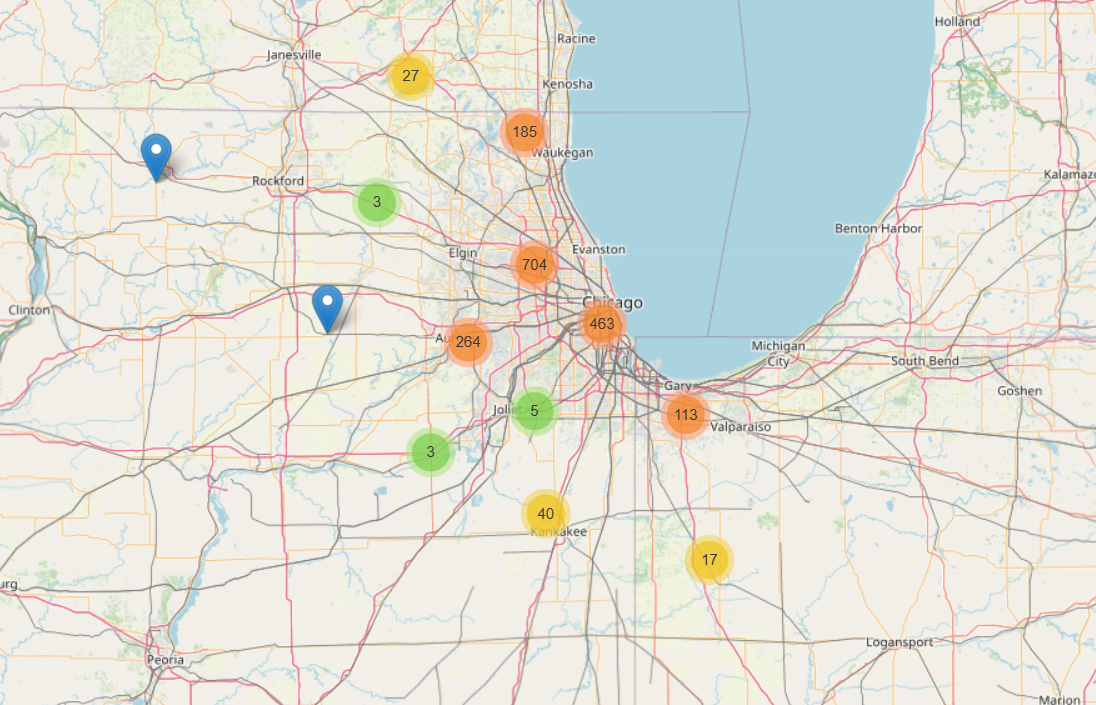 Holland
Racine
Janesville
27
Kenosha
185
Waukegan
Rockford
3
Kalamazo
Benton Harbor
Evanston
Elgin
704
Chicago
Clinton
463
264
Michigan
City
South Bend
Gary
Goshen
Joliet
5
113
Valparaiso
3
40
Kankakee
17
urg
Logansport
Peoria
Marion